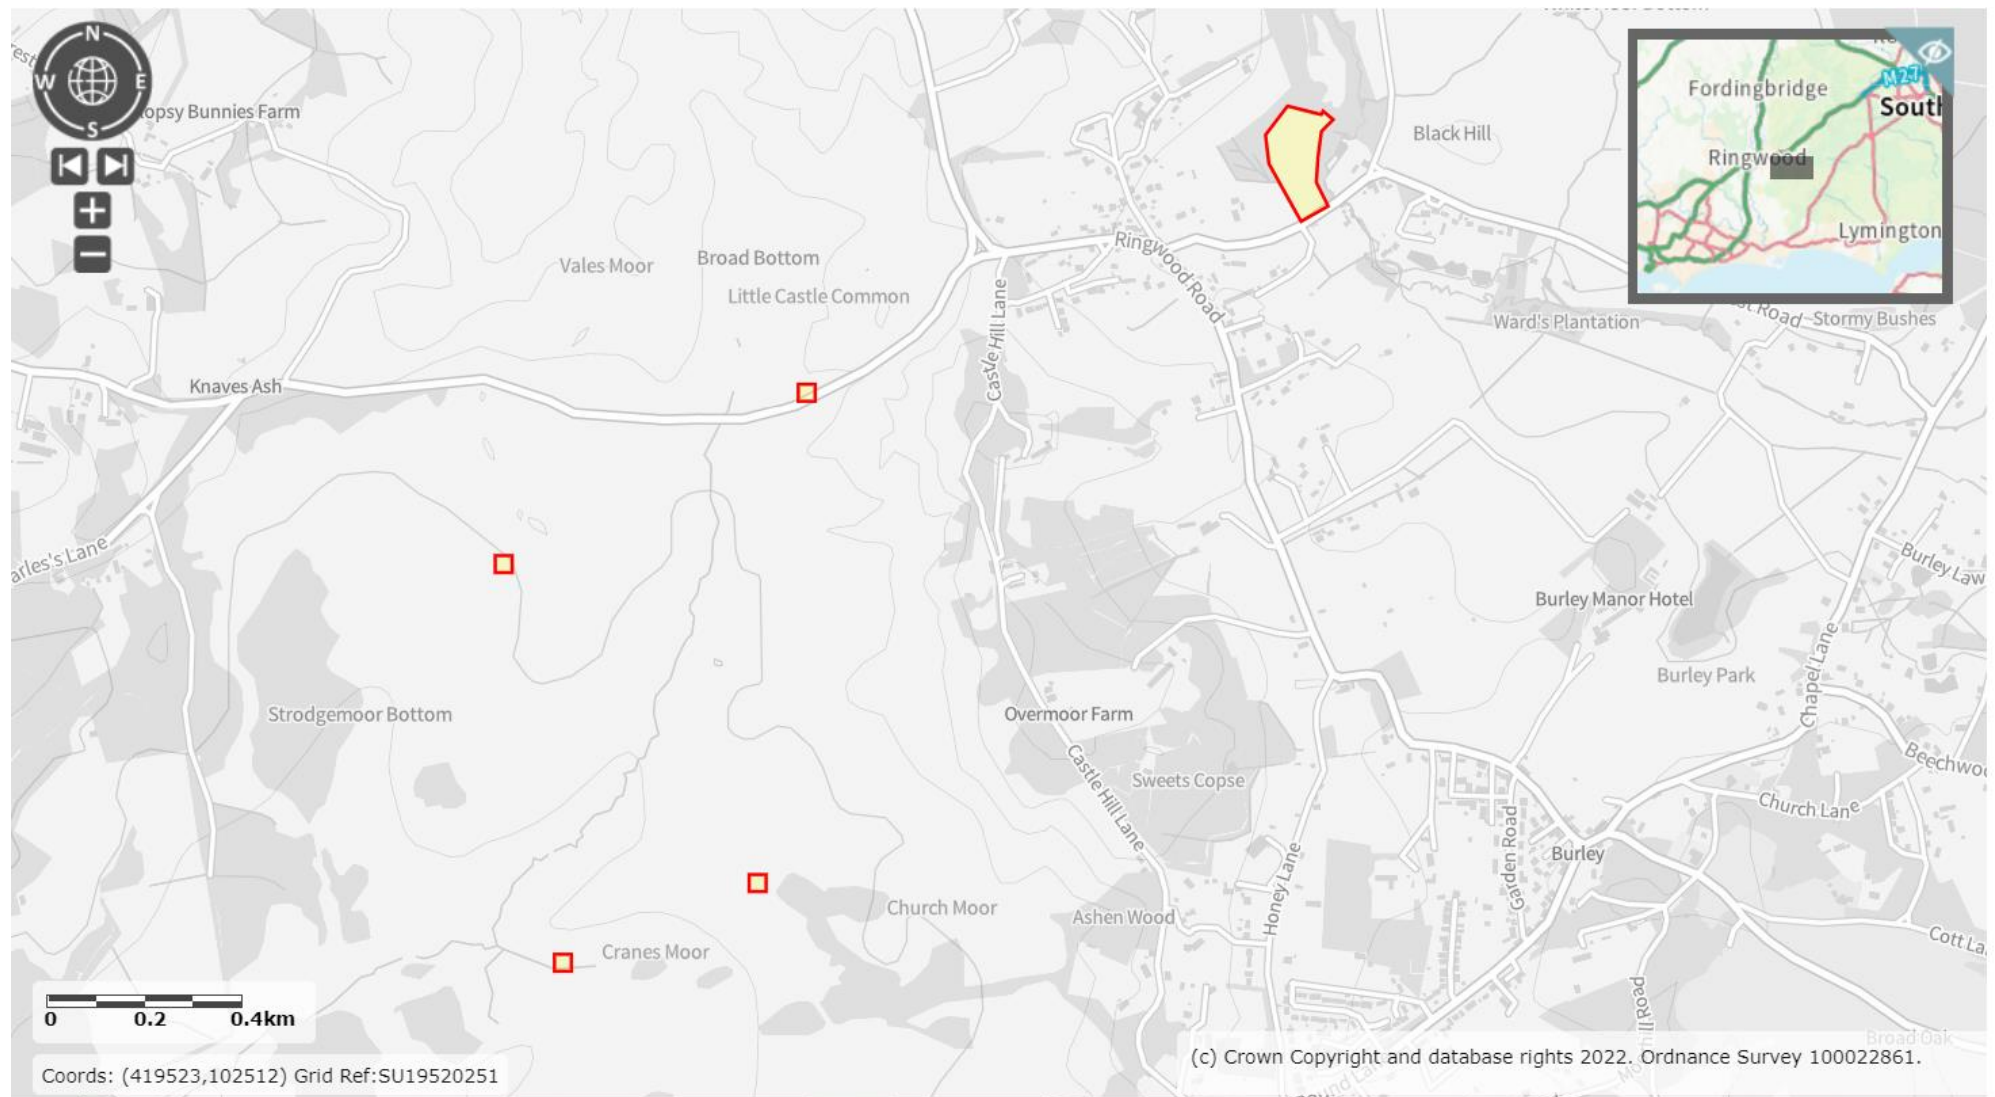 N
W
E
S
opsy Bunnies Farm
Fordingbridge
M27
South
Ringwood
Lymington
Black Hill
Ringwood Road
Vales Moor
Broad Bottom
Little Castle Common
Castle Hill Lane
Ward's Plantation
st Road
Stormy Bushes
Knaves Ash
arles's Lane
Burley Law
Burley Manor Hotel
Burley Park
Chapel Lane
Strodgemoor Bottom
Overmoor Farm
Castle Hill Lane
Sweets Copse
Beechwoo
Church Lane
Garden Road
Burley
Honey Lane
Church Moor
Ashen Wood
Cranes Moor
Cott La
0 0.2 0.4km
Broad Oak
Coords: (419523,102512) Grid Ref:SU19520251
(c) Crown Copyright and database rights 2022. Ordnance Survey 100022861.